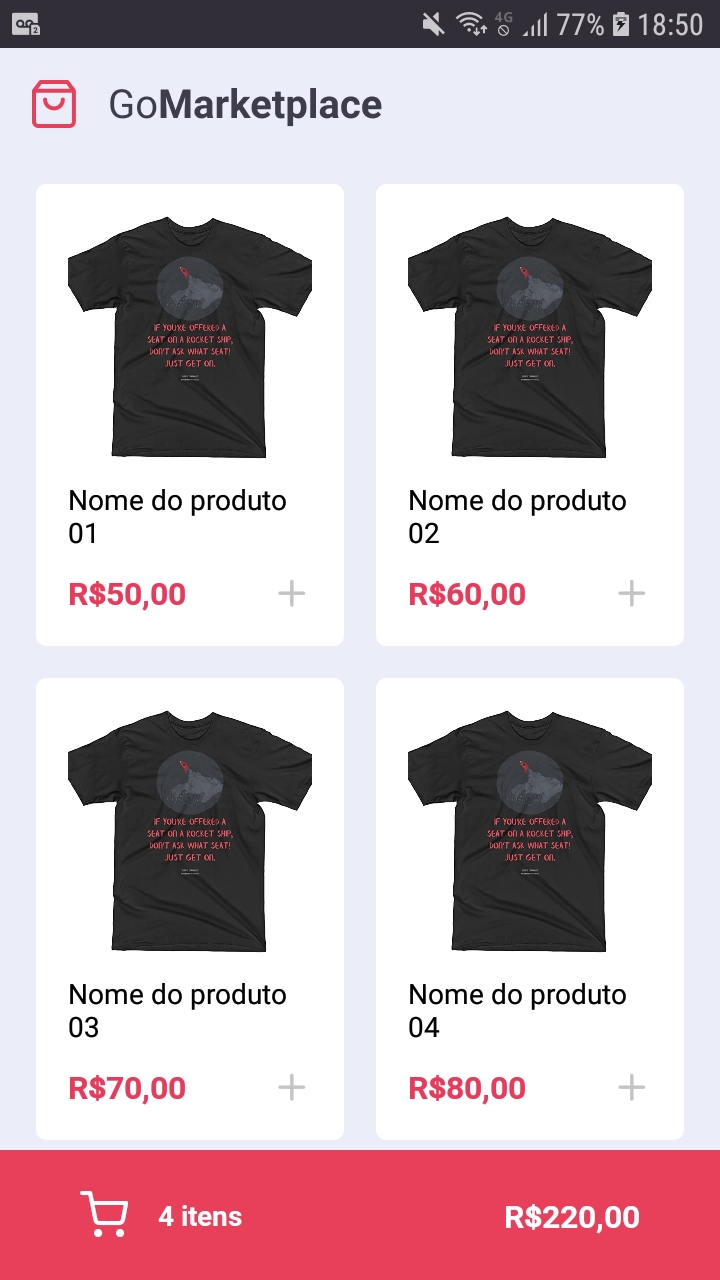 4G 77% 18:50
GoMarketplace
IF YOU'RE OFFERED A
SEAT ON A ROCKET SHIP,
DON'T ASK WHAT SEAT!
JUST GET ON.
IF YOU'RE OFFERED A
SEAT ON A ROCKET SHIP,
DON'T ASK WHAT SEAT!
JUST GET ON.
Nome do produto
01
Nome do produto
02
R$50,00
R$60,00
IF YOU'RE OFFERED A
SEAT ON A ROCKET SHIP,
DON'T ASK WHAT SEAT!
JUST GET ON.
IF YOU'RE OFFERED A
SEAT ON A ROCKET SHIP,
DON'T ASK WHAT SEAT!
JUST GET ON.
Nome do produto
03
Nome do produto
04
R$70,00
R$80,00
4 itens
R$220,00